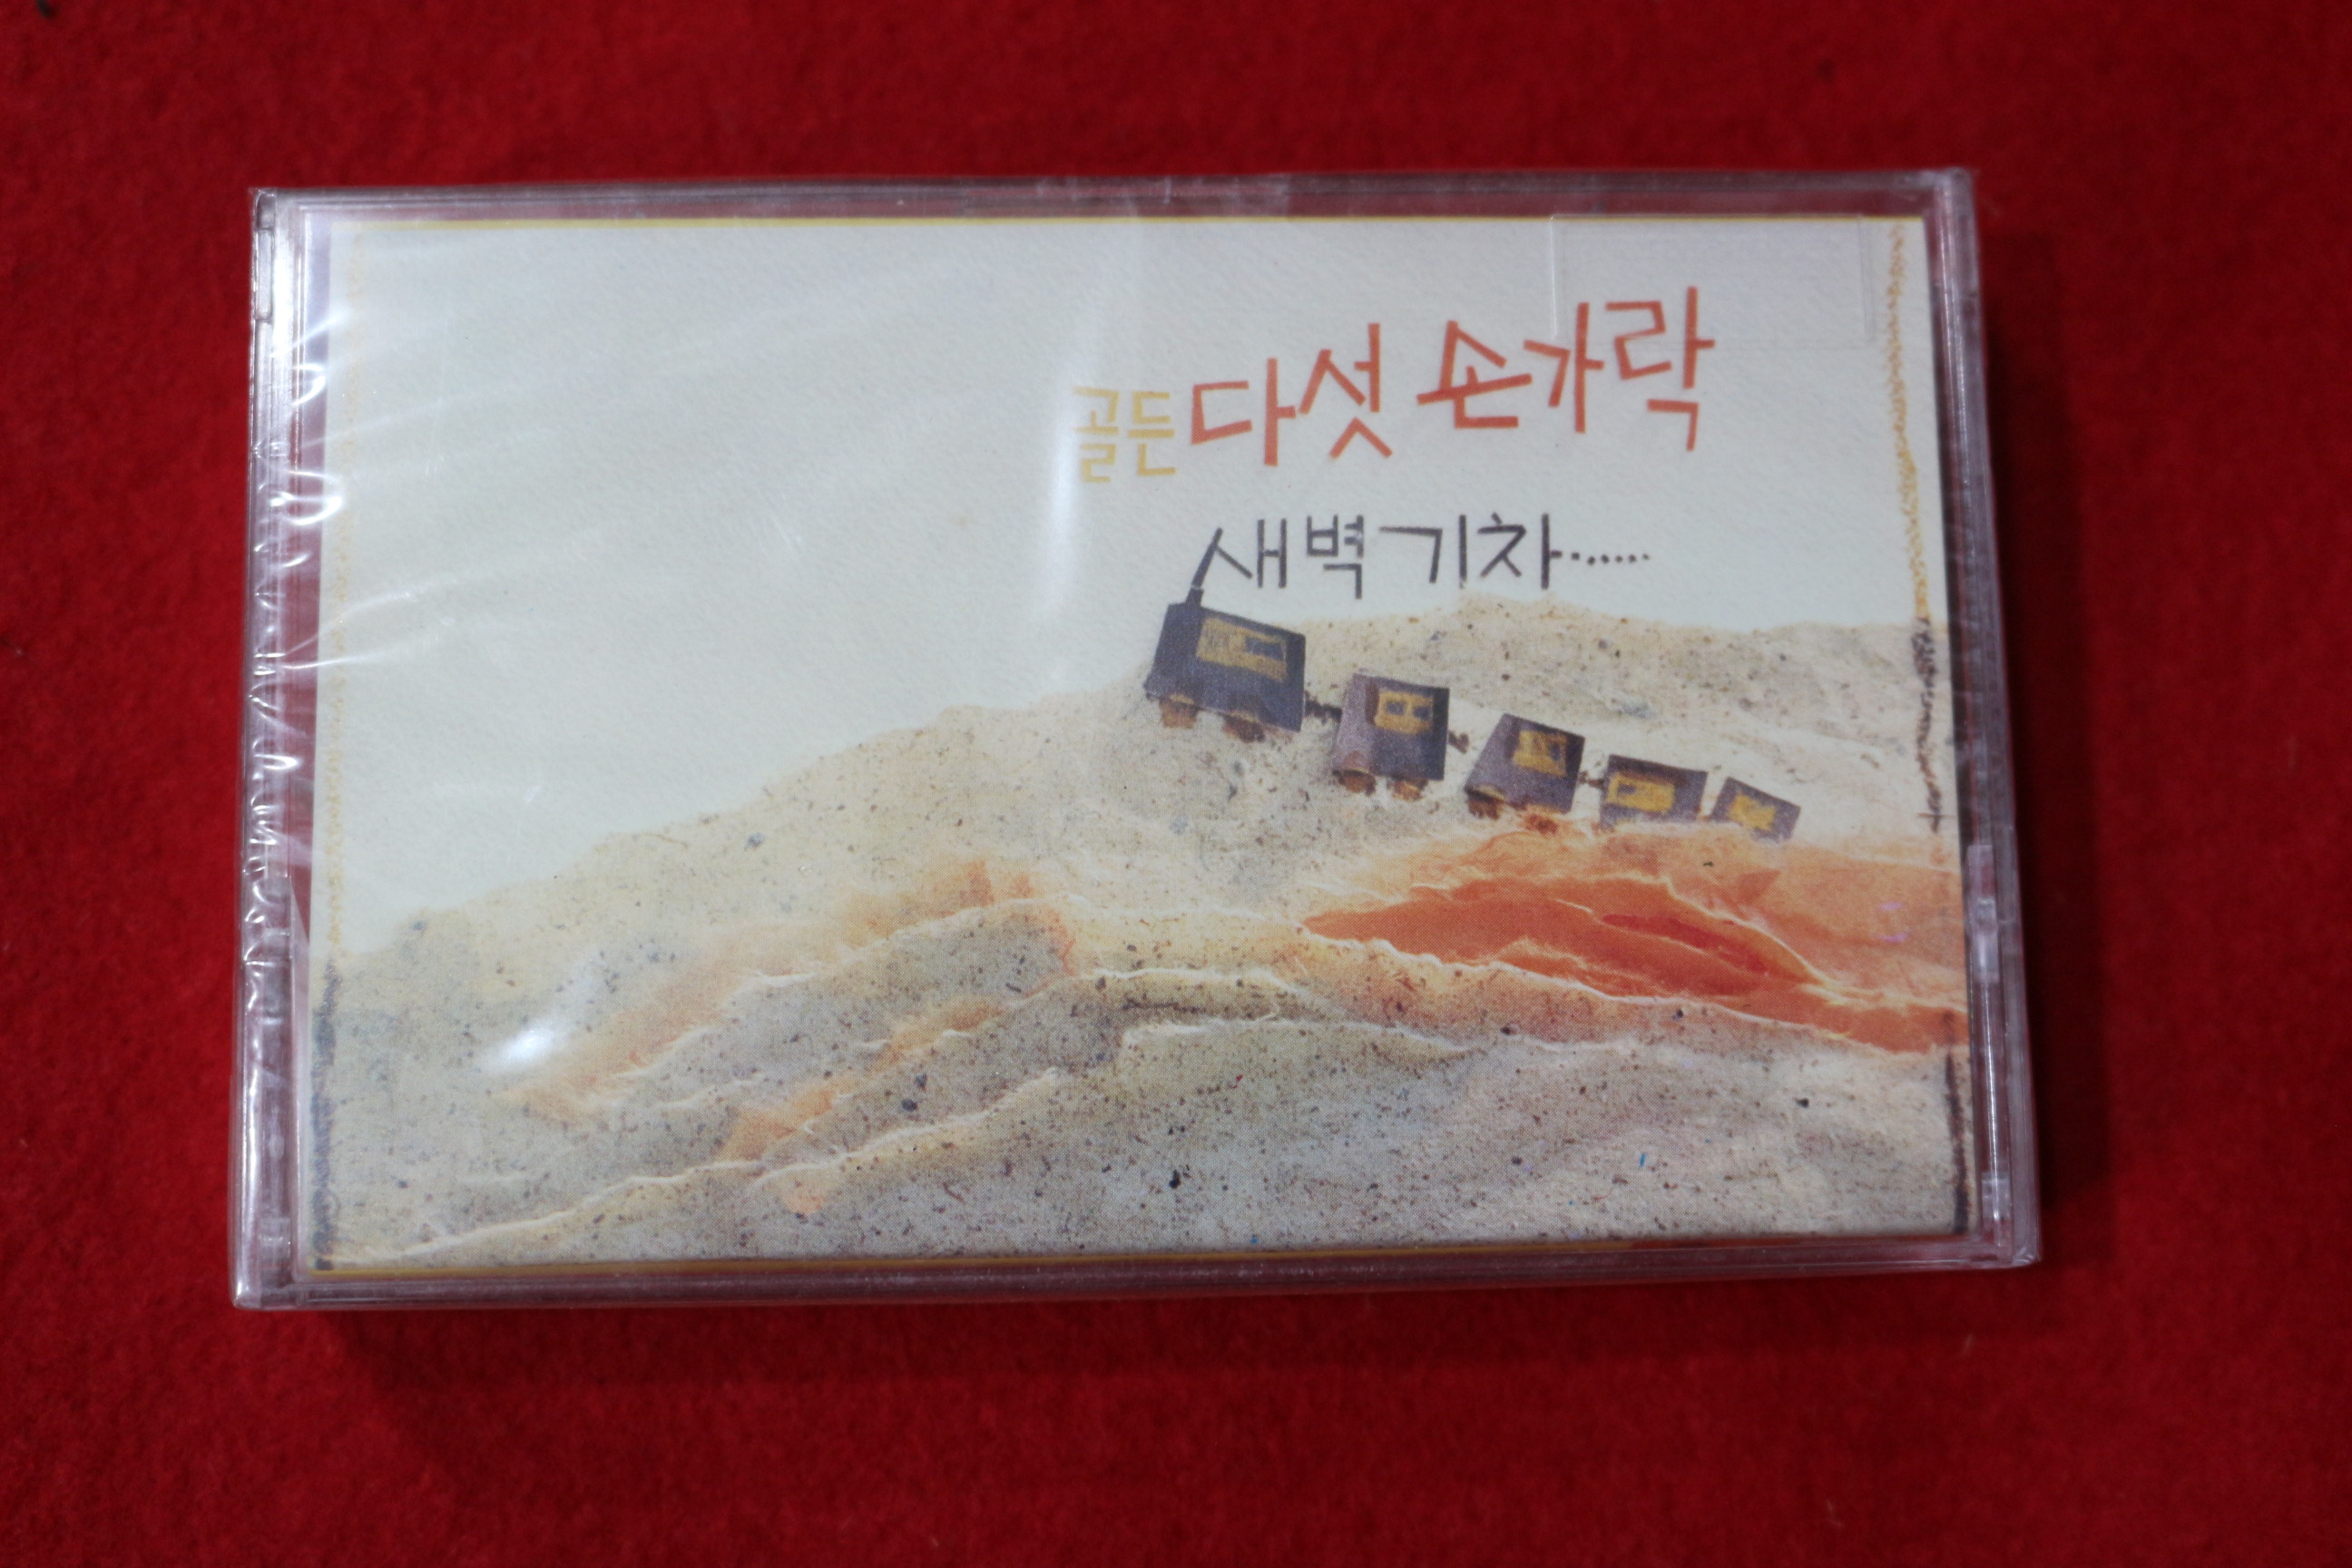 골든 다섯 손가락
새벽 기차......